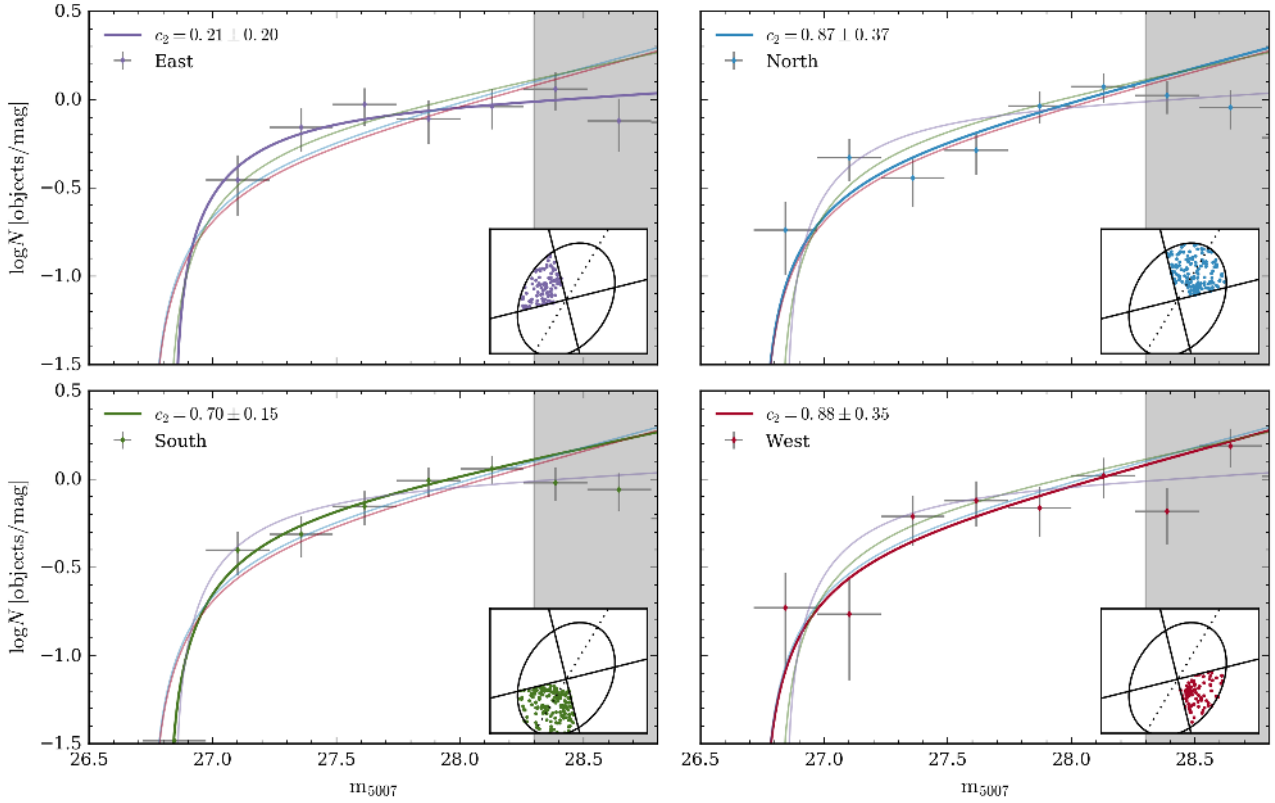 0.5
0.0
−0.5
−1.0
−1.5
logN [objects/mag]
c₂ = 0.21 ± 0.20
East
c₂ = 0.87 ± 0.37
North
0.5
0.0
−0.5
−1.0
−1.5
logN [objects/mag]
c₂ = 0.70 ± 0.15
South
c₂ = 0.88 ± 0.35
West
26.5 27.0 27.5 28.0 28.5
m₅₀₀₇
26.5 27.0 27.5 28.0 28.5
m₅₀₀₇